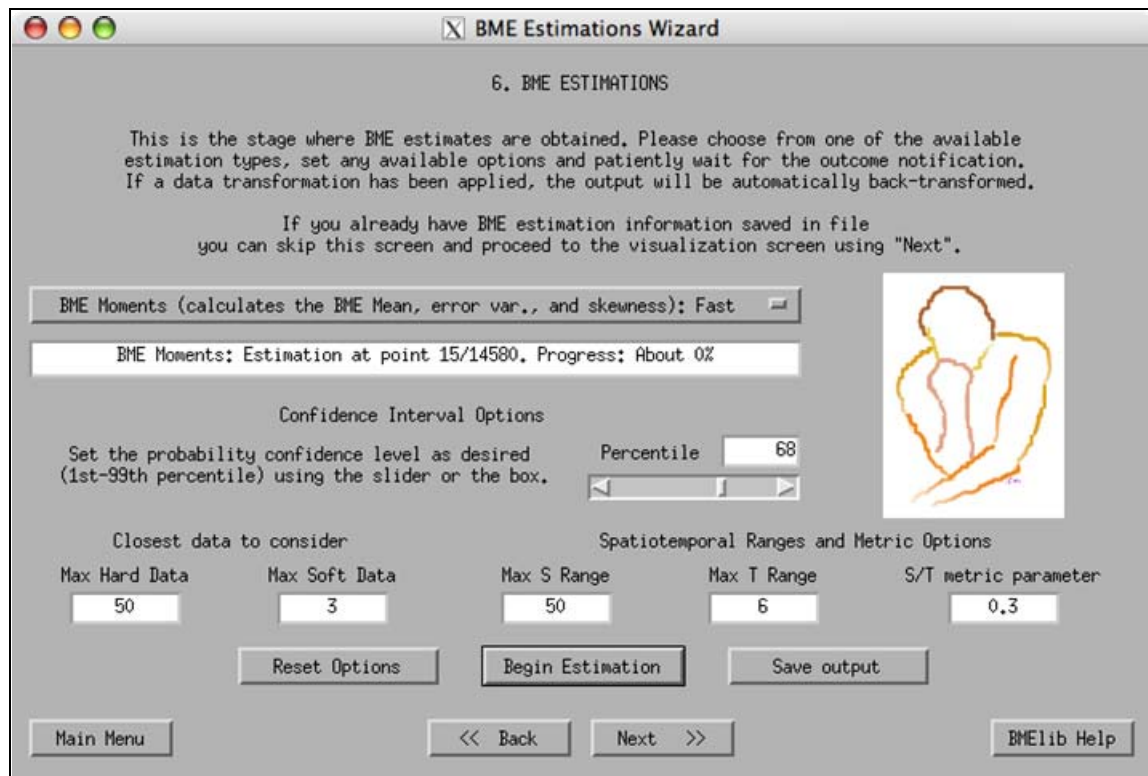 X BME Estimations Wizard
6. BME ESTIMATIONS
This is the stage where BME estimates are obtained. Please choose from one of the available
estimation types, set any available options and patiently wait for the outcome notification.
If a data transformation has been applied, the output will be automatically back-transformed.
If you already have BME estimation information saved in file
you can skip this screen and proceed to the visualization screen using "Next".
BME Moments (calculates the BME Mean, error var., and skewness): Fast
BME Moments: Estimation at point 15/14580. Progress: About 0%
Confidence Interval Options
Set the probability confidence level as desired
(1st-99th percentile) using the slider or the box.
Percentile 68
Closest data to consider
Spatiotemporal Ranges and Metric Options
Max Hard Data Max Soft Data Max S Range Max T Range S/T metric parameter
50 3 50 6 0.3
Reset Options Begin Estimation Save output
Main Menu << Back Next >> BMElib Help